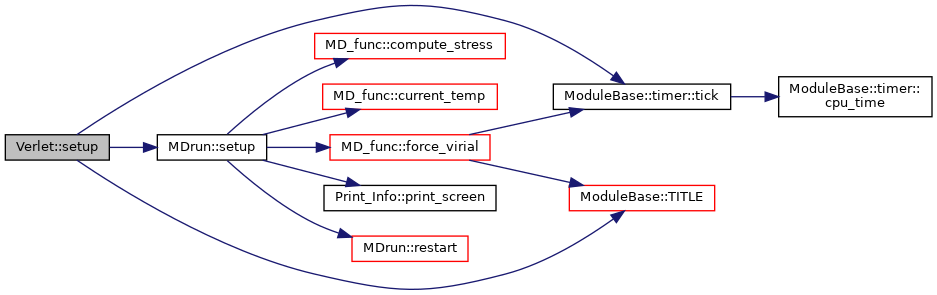 Verlet::setup
MDrun::setup
MD_func::compute_stress
MD_func::current_temp
MD_func::force_virial
Print_Info::print_screen
MDrun::restart
ModuleBase::timer::tick
ModuleBase::TITLE
ModuleBase::timer::
cpu_time